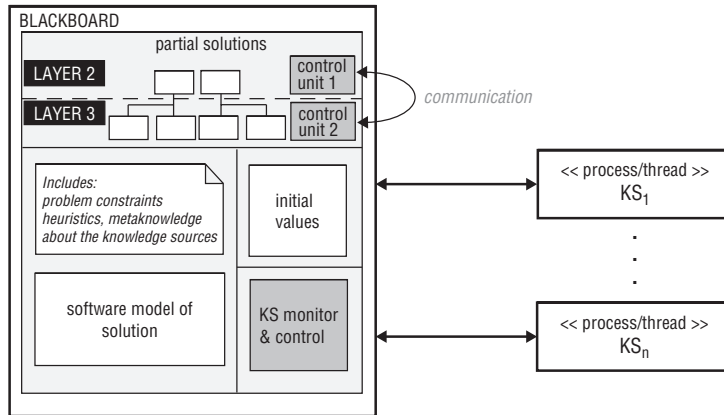 BLACKBOARD
partial solutions
LAYER 2
control
unit 1
communication
LAYER 3
control
unit 2
Includes:
problem constraints
heuristics, metaknowledge
about the knowledge sources
initial
values
<< process/thread >>
KS1
.
.
.
software model of
solution
KS monitor
& control
<< process/thread >>
KSn